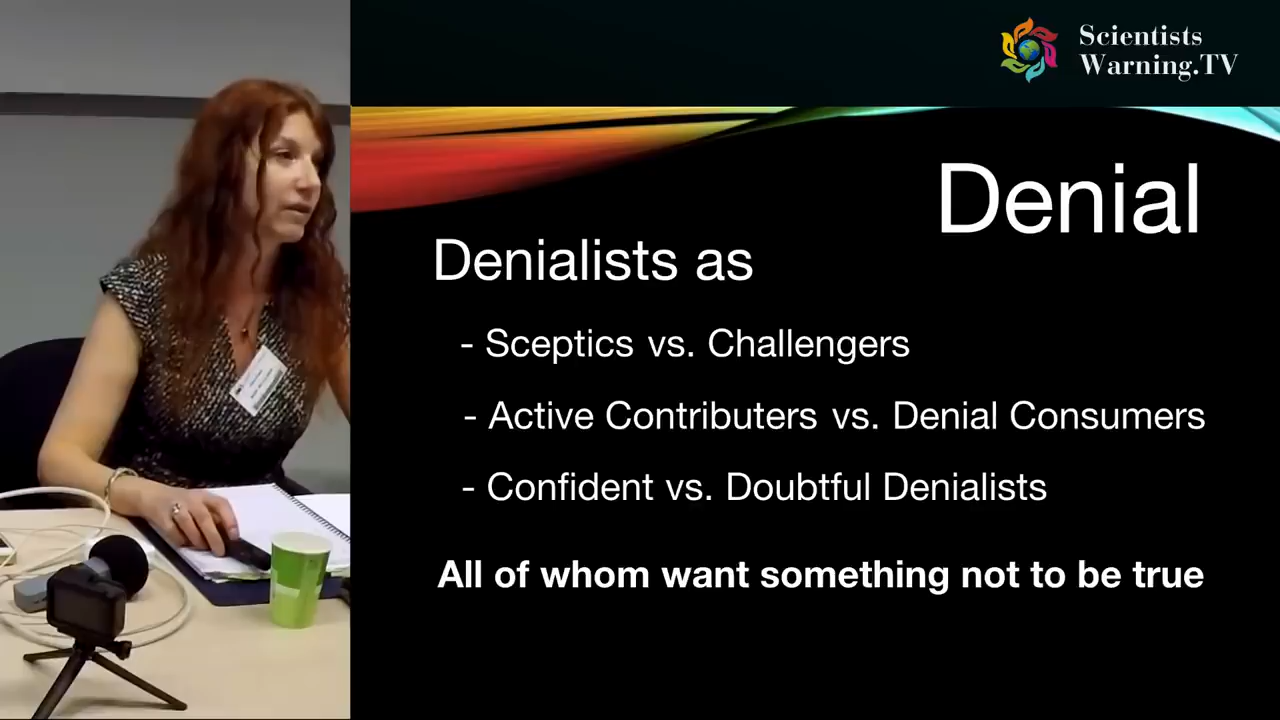 Scientists
Warning.TV
Denial
Denialists as
- Sceptics vs. Challengers
- Active Contributers vs. Denial Consumers
- Confident vs. Doubtful Denialists
All of whom want something not to be true